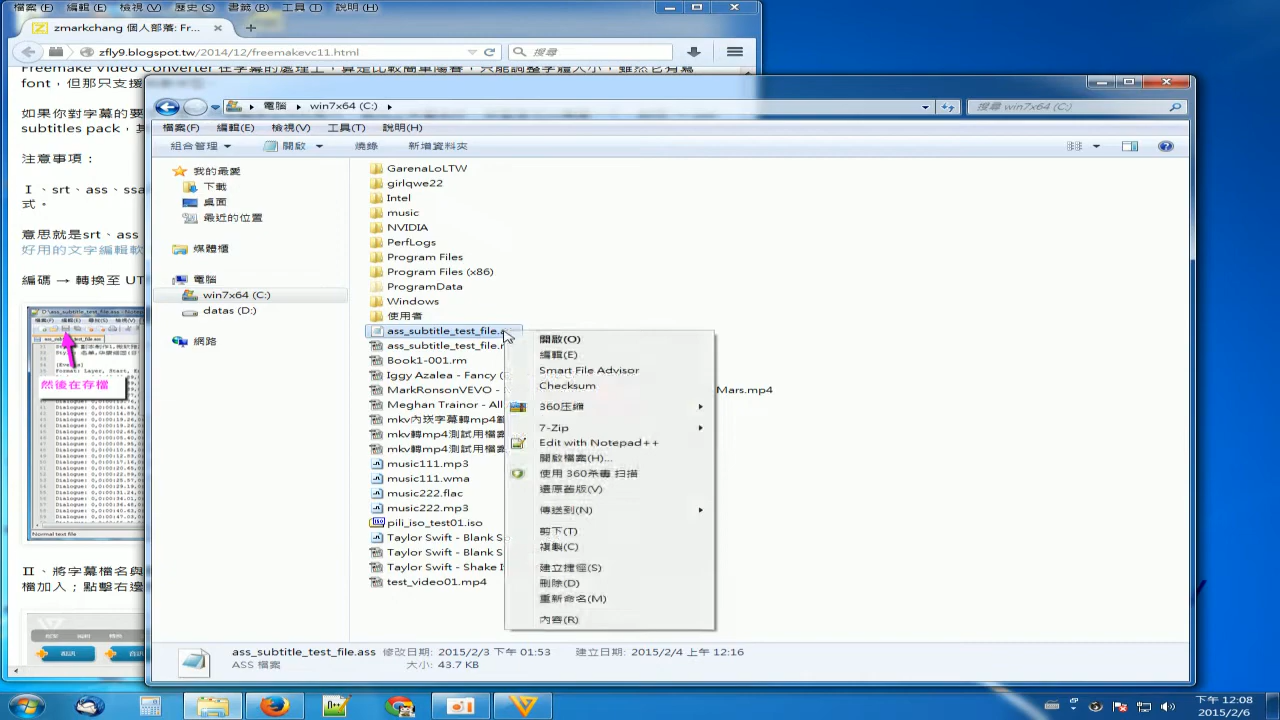 檔案(F) 編輯(E) 檢視(V) 歷史(S) 書籤(B) 工具(T) 說明(H)
zmarkchang 個人部落: Fr...
zfly9.blogspot.tw/2014/12/freemakevc11.html
搜尋
font，但那只支援
如果你對字幕的要
subtitles pack，其
注意事項：
Ⅰ、srt、ass、ssa
式。
意思就是srt、ass
好用的文字編輯軟
編碼 → 轉換至 UT
然後在存檔
Normal text file
Ⅱ、將字幕檔名與
檔加入；點擊右邊
電腦 win7x64 (C:)
搜尋 win7x64 (C:)
檔案(F) 編輯(E) 檢視(V) 工具(T) 說明(H)
組合管理 開啟 燒錄 新增資料夾
我的最愛
下載
桌面
最近的位置
媒體櫃
電腦
win7x64 (C:)
datas (D:)
網路
GarenaLoLTW
girlqwe22
Intel
music
NVIDIA
PerfLogs
Program Files
Program Files (x86)
ProgramData
Windows
使用者
ass_subtitle_test_file.
ass_subtitle_test_file.
Book1-001.rm
Iggy Azalea - Fancy (
MarkRonsonVEVO - Mars.mp4
Meghan Trainor - All
mkv內崁字幕轉mp4
mkv轉mp4測試用檔案
mkv轉mp4測試用檔案
music111.mp3
music111.wma
music222.flac
music222.mp3
pili_iso_test01.iso
Taylor Swift - Blank S
Taylor Swift - Blank S
Taylor Swift - Shake I
test_video01.mp4
開啟(O)
編輯(E)
Smart File Advisor
Checksum
360压缩
7-Zip
Edit with Notepad++
開啟檔案(H)...
使用 360杀毒 扫描
還原舊版(V)
傳送到(N)
剪下(T)
複製(C)
建立捷徑(S)
刪除(D)
重新命名(M)
內容(R)
ass_subtitle_test_file.ass 修改日期: 2015/2/3 下午 01:53 建立日期: 2015/2/4 上午 12:16
ASS 檔案 大小: 43.7 KB
下午 12:08
2015/2/6